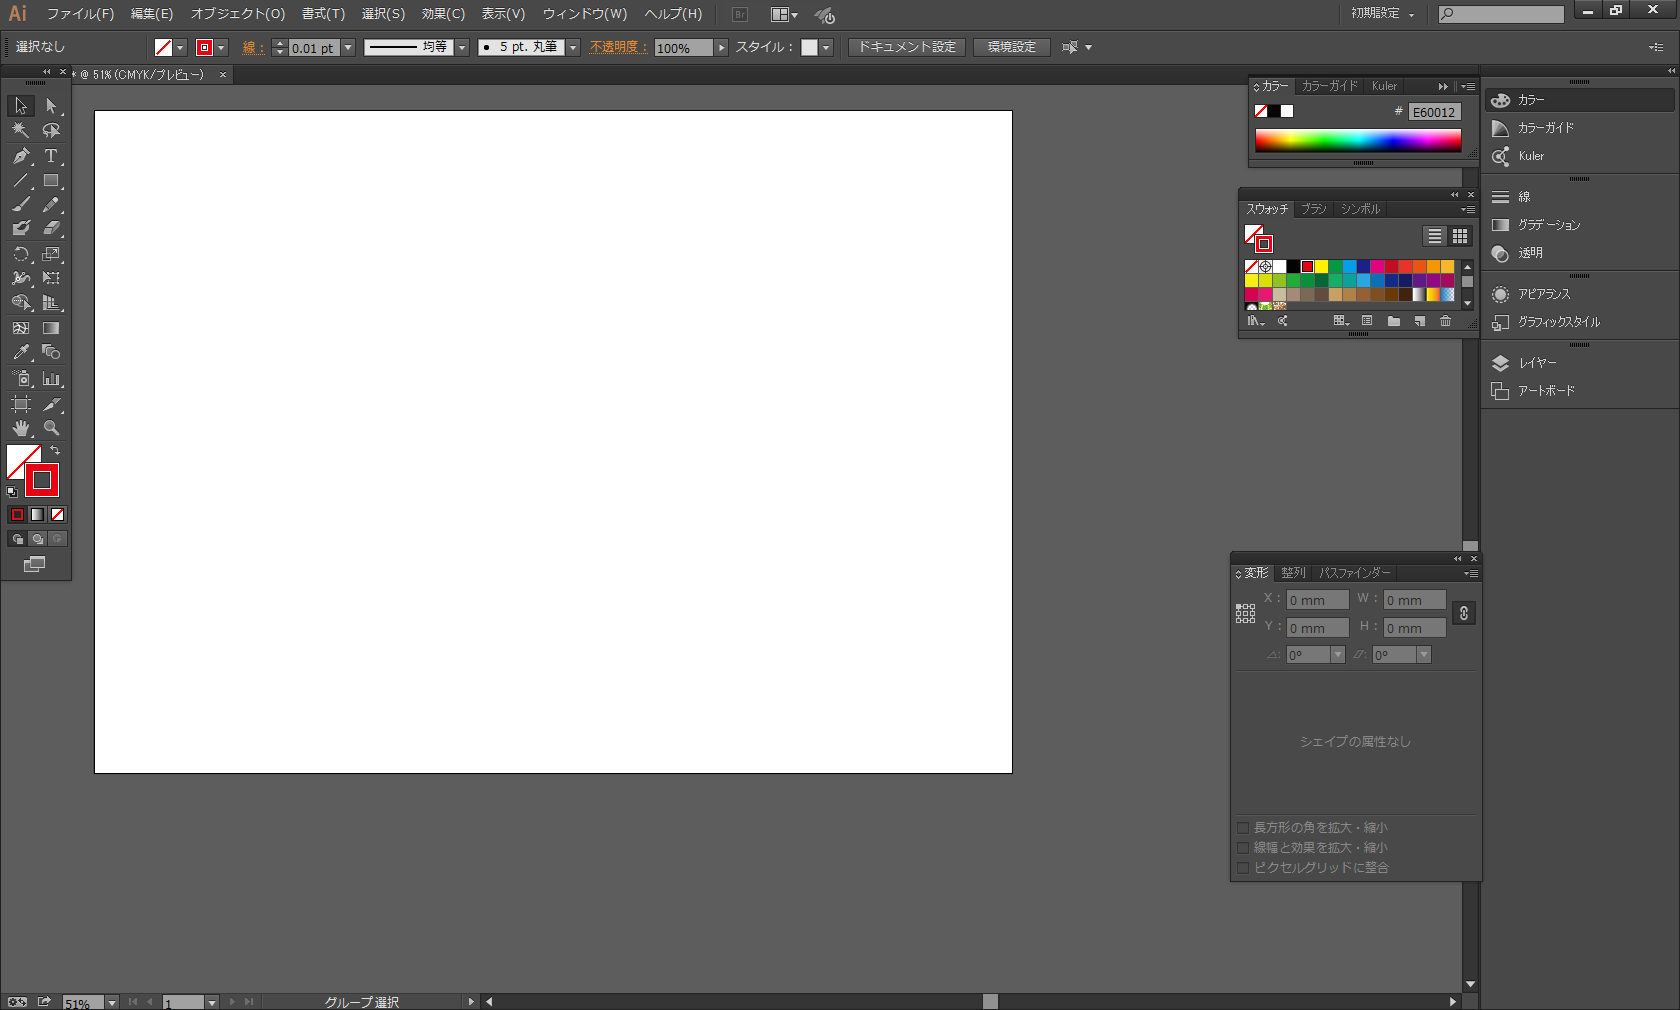 Ai ファイル(F) 編集(E) オブジェクト(O) 書式(T) 選択(S) 効果(C) 表示(V) ウィンドウ(W) ヘルプ(H) Br 初期設定
選択なし 線： 0.01 pt 均等 5 pt. 丸筆 不透明度： 100% スタイル： ドキュメント設定 環境設定
* @ 51% (CMYK/プレビュー) ×
カラー カラーガイド Kuler
# E60012
スウォッチ ブラシ シンボル
カラー
カラーガイド
Kuler
線
グラデーション
透明
アピアランス
グラフィックスタイル
レイヤー
アートボード
変形 整列 パスファインダー
X： 0 mm W： 0 mm
Y： 0 mm H： 0 mm
0° 0°
シェイプの属性なし
長方形の角を拡大・縮小
線幅と効果を拡大・縮小
ピクセルグリッドに整合
51% 1 グループ選択